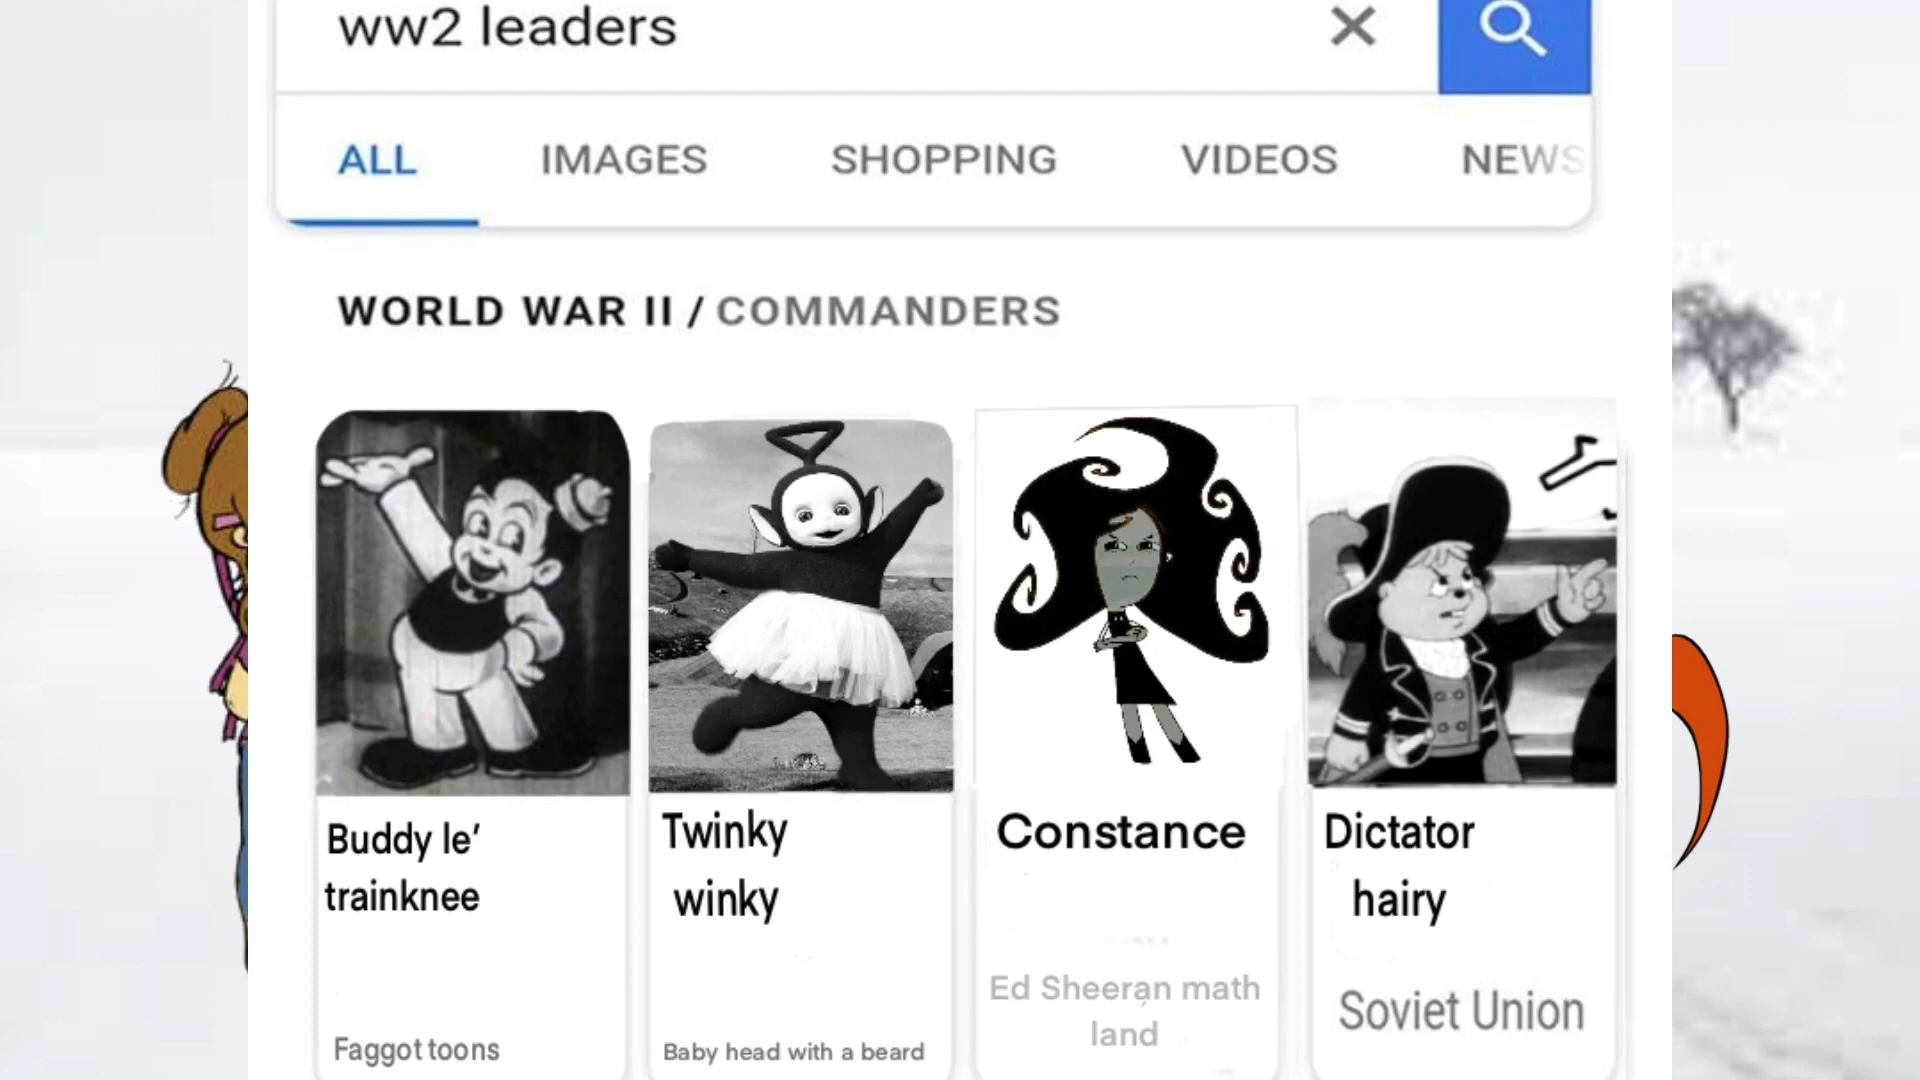 ww2 leaders
ALL IMAGES SHOPPING VIDEOS NEWS
WORLD WAR II / COMMANDERS
Buddy le’
trainknee
Faggot toons
Twinky
winky
Baby head with a beard
Constance
Ed Sheeran math
land
Dictator
hairy
Soviet Union